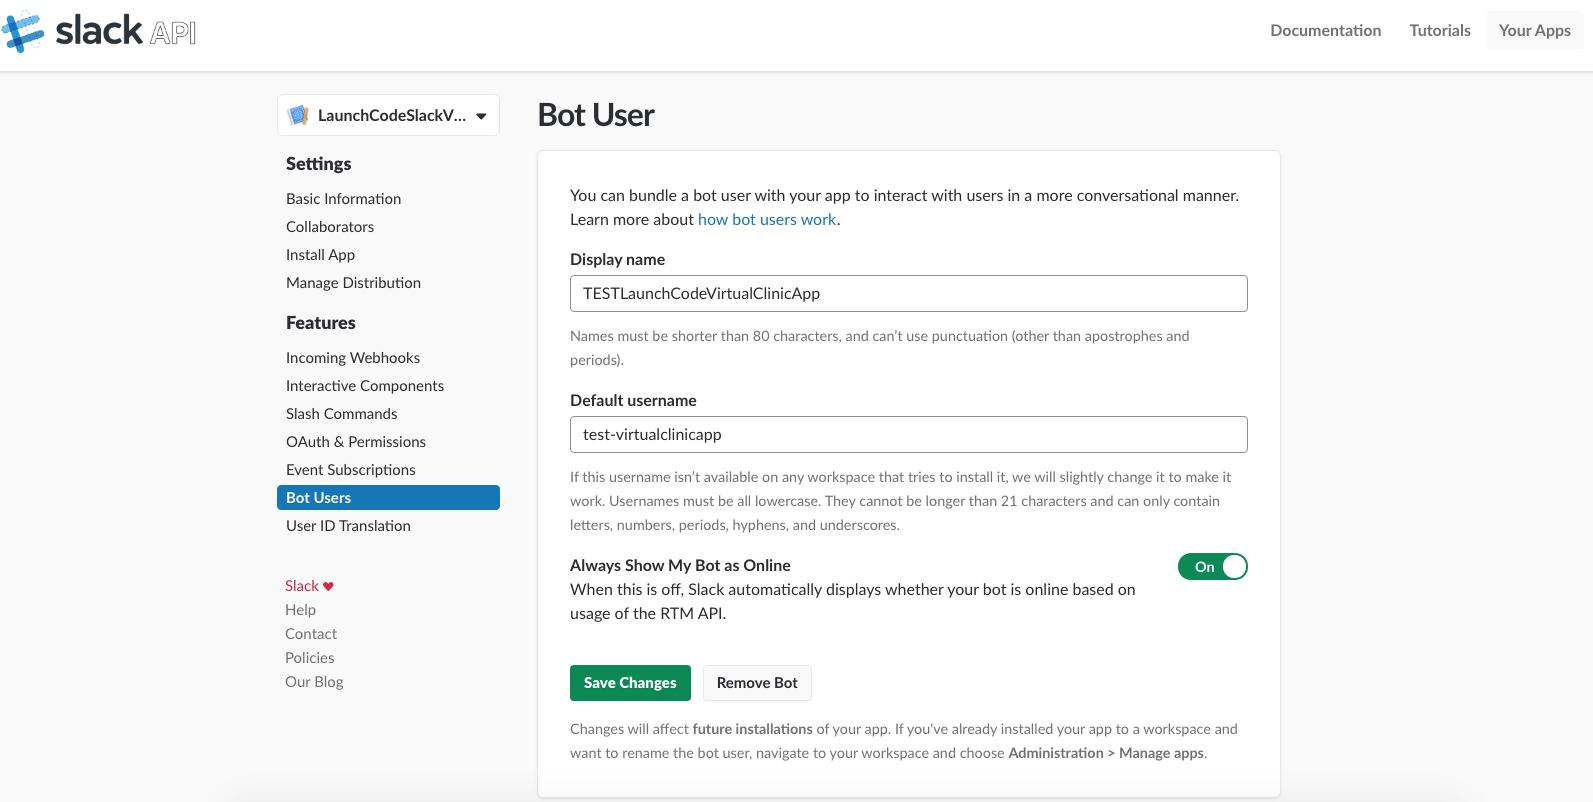 slack API
Documentation
Tutorials
Your Apps
LaunchCodeSlackV...
Settings
Basic Information
Collaborators
Install App
Manage Distribution
Features
Incoming Webhooks
Interactive Components
Slash Commands
OAuth & Permissions
Event Subscriptions
Bot Users
User ID Translation
Slack ❤
Help
Contact
Policies
Our Blog
Bot User
You can bundle a bot user with your app to interact with users in a more conversational manner.
Learn more about how bot users work.
Display name
TESTLaunchCodeVirtualClinicApp
Names must be shorter than 80 characters, and can’t use punctuation (other than apostrophes and
periods).
Default username
test-virtualclinicapp
If this username isn’t available on any workspace that tries to install it, we will slightly change it to make it
work. Usernames must be all lowercase. They cannot be longer than 21 characters and can only contain
letters, numbers, periods, hyphens, and underscores.
Always Show My Bot as Online
On
When this is off, Slack automatically displays whether your bot is online based on
usage of the RTM API.
Save Changes
Remove Bot
Changes will affect future installations of your app. If you've already installed your app to a workspace and
want to rename the bot user, navigate to your workspace and choose Administration > Manage apps.